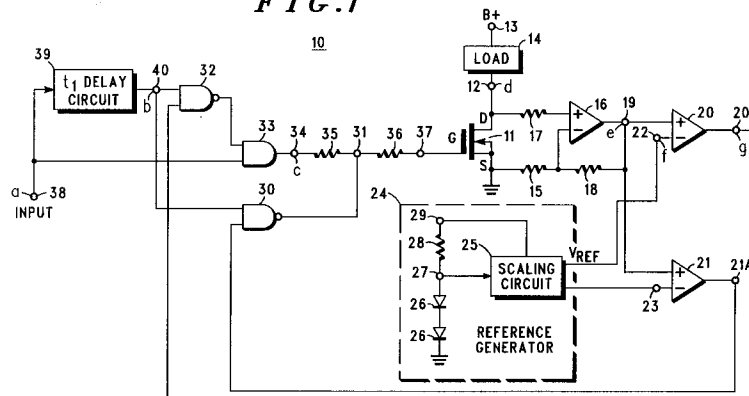 FIG.1
10
B+
13
14
LOAD
12
d
39
t1 DELAY
CIRCUIT
40
b
32
33
34
c
35
31
36
37
G
D
11
S
17
16
19
e
15
18
20
22
f
20
g
a
38
INPUT
30
24
29
28
25
27
SCALING
CIRCUIT
VREF
26
26
REFERENCE
GENERATOR
23
21
21A